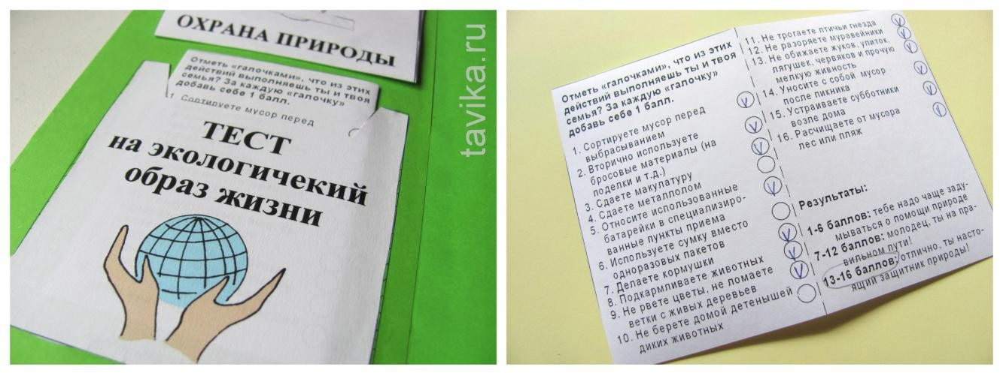 ОХРАНА ПРИРОДЫ
Отметь «галочками», что из этих
действий выполняешь ты и твоя
семья? За каждую «галочку»
добавь себе 1 балл.
1. Сортируете мусор перед
ТЕСТ
на экологичекий
образ жизни
tavika.ru
Отметь «галочками», что из этих
действий выполняешь ты и твоя
семья? За каждую «галочку»
добавь себе 1 балл.
1. Сортируете мусор перед
выбрасыванием
2. Вторично используете
бросовые материалы (на
поделки и т.д.)
3. Сдаете макулатуру
4. Сдаете металлолом
5. Относите использованные
батарейки в специализиро-
ванные пункты приема
6. Используете сумку вместо
одноразовых пакетов
7. Делаете кормушки
8. Подкармливаете животных
9. Не рвете цветы, не ломаете
ветки с живых деревьев
10. Не берете домой детенышей
диких животных
11. Не трогаете птичьи гнезда
12. Не разоряете муравейники
13. Не обижаете жуков, улиток,
лягушек, червяков и прочую
мелкую живность
14. Уносите с собой мусор
после пикника
15. Устраиваете субботники
возле дома
16. Расчищаете от мусора
лес или пляж
Результаты:
1-6 баллов: тебе надо чаще заду-
мываться о помощи природе
7-12 баллов: молодец, ты на пра-
вильном пути!
13-16 баллов: отлично, ты насто-
ящий защитник природы!